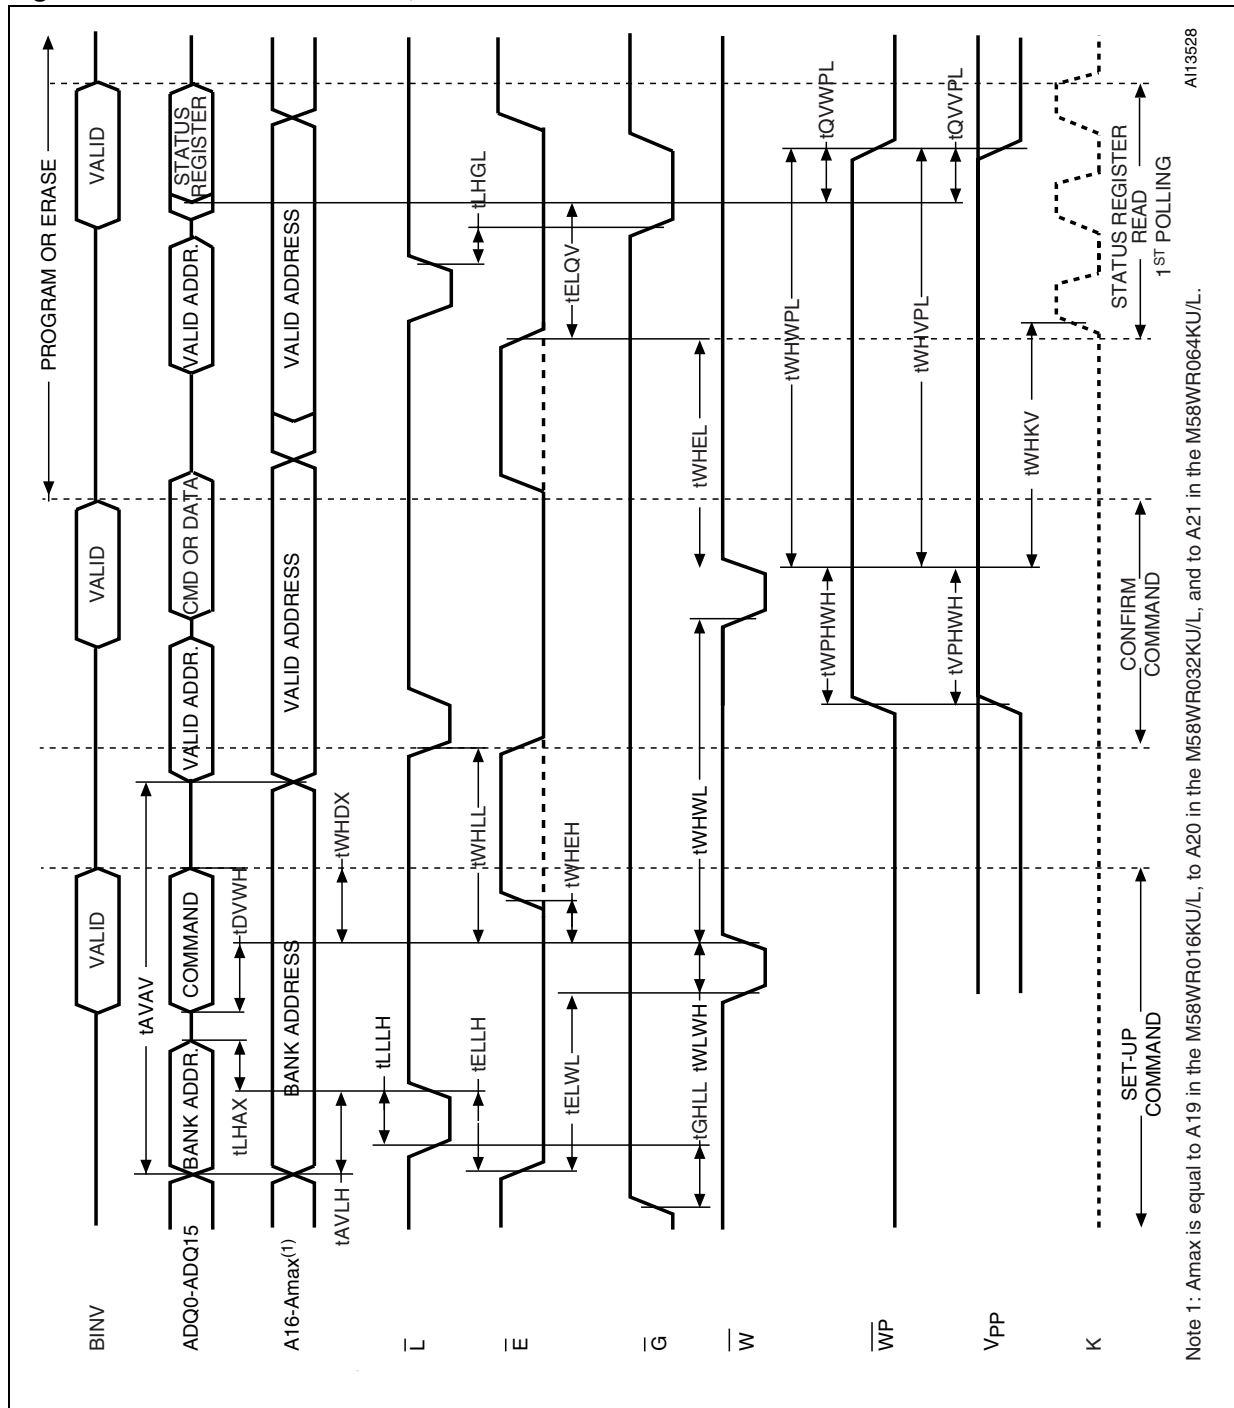 PROGRAM OR ERASE
BINV
VALID
VALID
VALID
tAVAV
ADQ0-ADQ15
BANK ADDR.
COMMAND
VALID ADDR.
CMD OR DATA
VALID ADDR.
STATUS
REGISTER
tLHAX
tDVWH
A16-Amax(1)
BANK ADDRESS
VALID ADDRESS
VALID ADDRESS
tAVLH
tWHDX
tLLLH
L
tELLH
tWHLL
tLHGL
E
tELWL
tWHEH
tELQV
G
tGHLL
tWLWH
tWHWL
tWHEL
W
tWHWPL
tWPHWH
tQVWPL
WP
tWHVPL
tVPHWH
tQVVPL
VPP
tWHKV
K
SET-UP
COMMAND
CONFIRM
COMMAND
STATUS REGISTER
READ
1ST POLLING
AI13528
Note 1: Amax is equal to A19 in the M58WR016KU/L, to A20 in the M58WR032KU/L, and to A21 in the M58WR064KU/L.